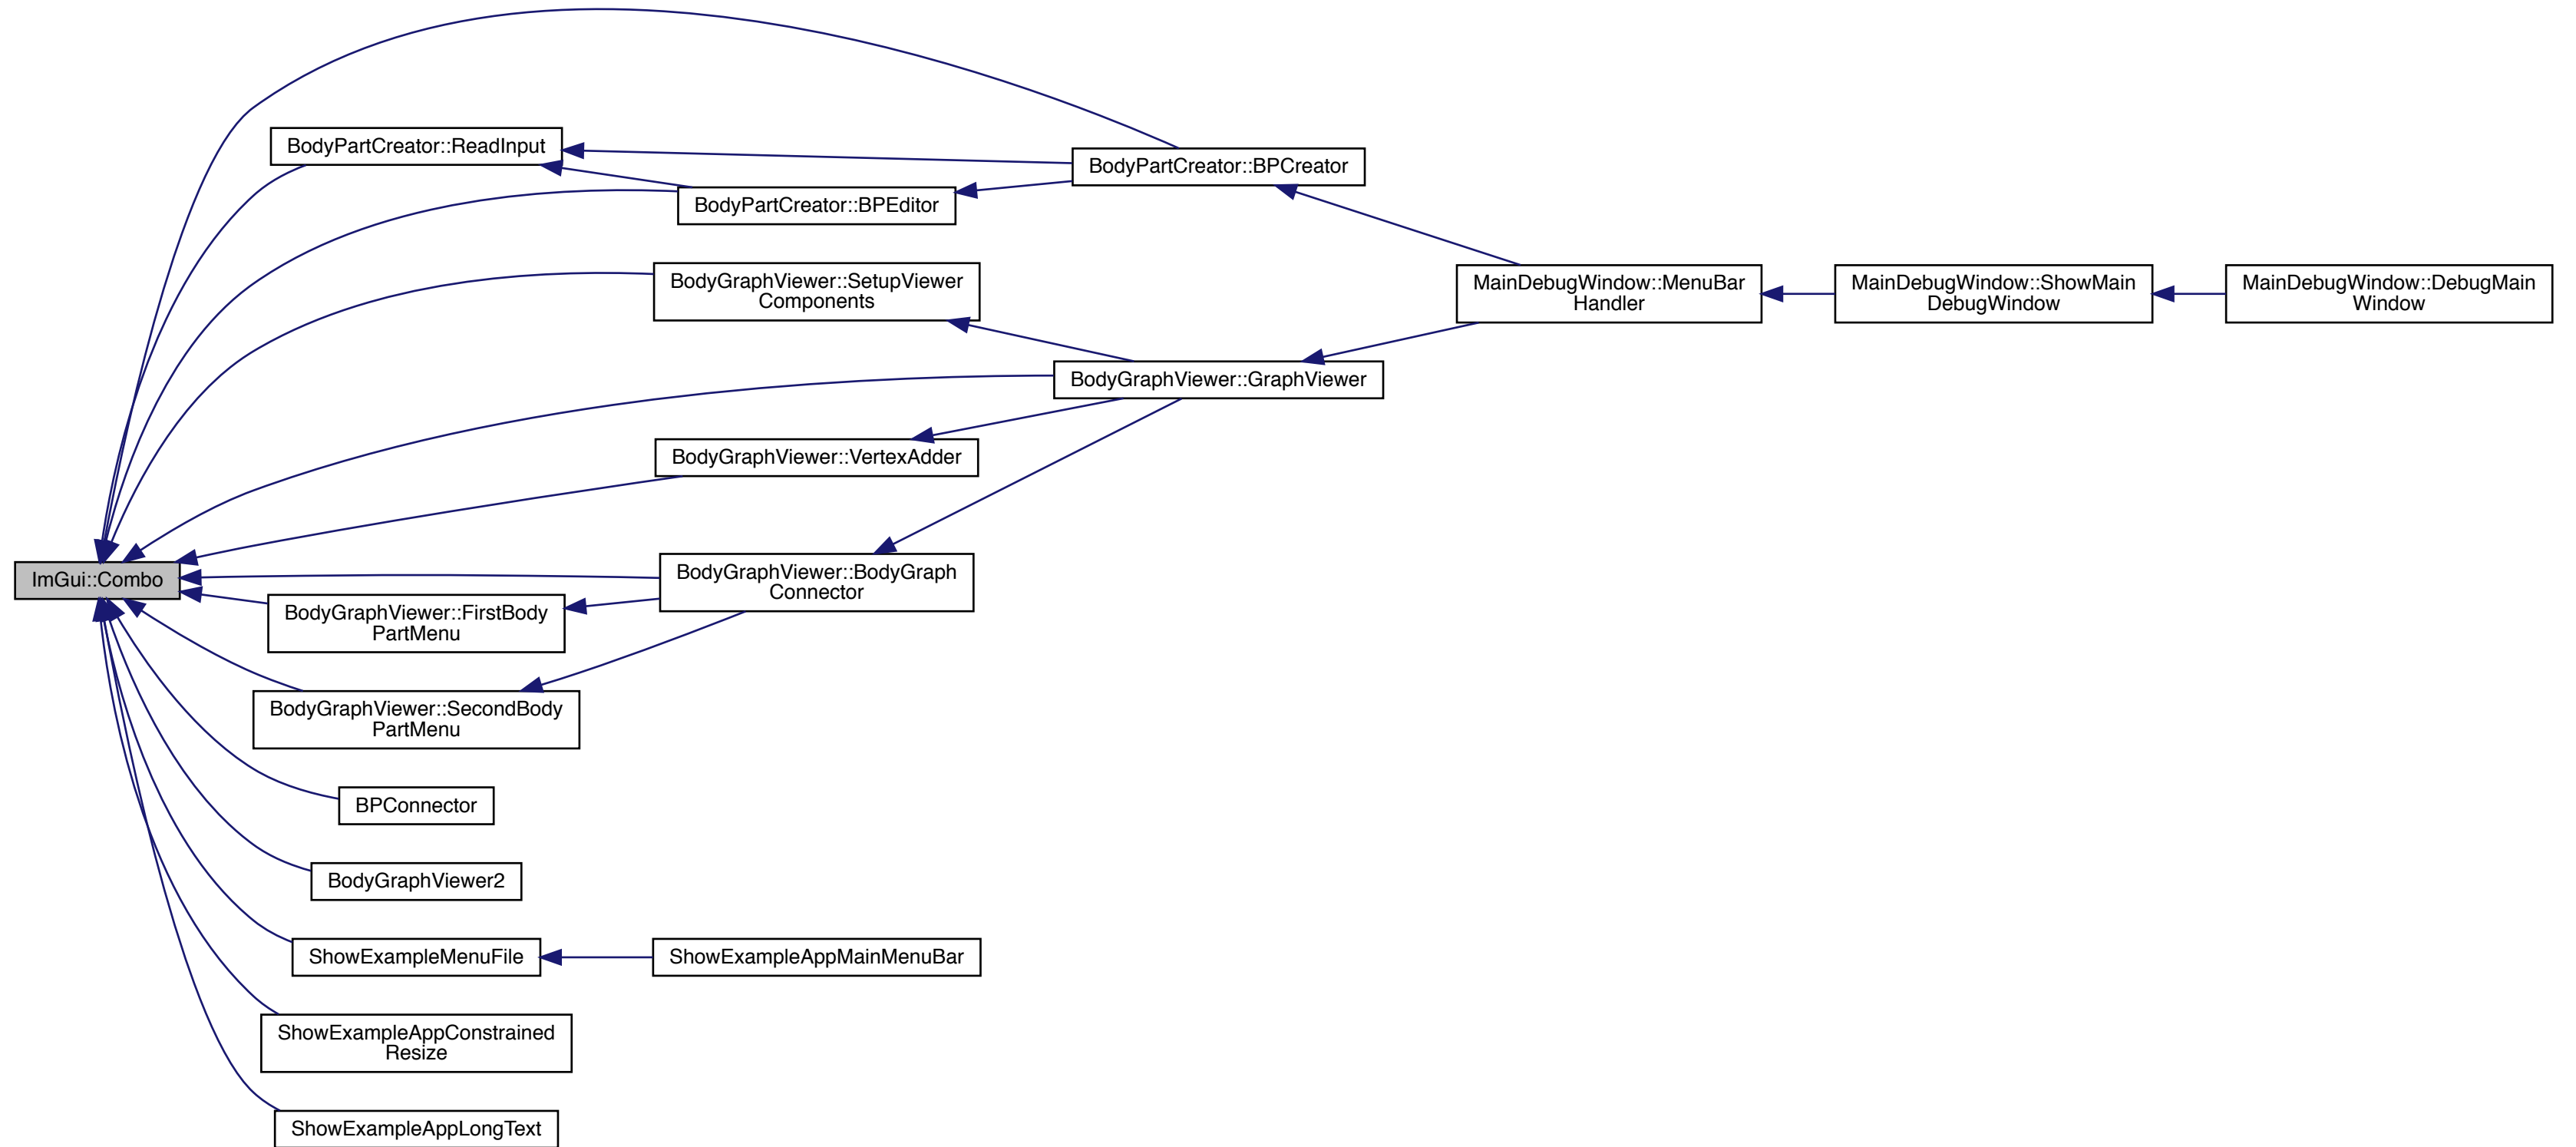 BodyPartCreator::ReadInput
BodyPartCreator::BPCreator
BodyPartCreator::BPEditor
BodyGraphViewer::SetupViewer
Components
MainDebugWindow::MenuBar
Handler
MainDebugWindow::ShowMain
DebugWindow
MainDebugWindow::DebugMain
Window
BodyGraphViewer::GraphViewer
BodyGraphViewer::VertexAdder
ImGui::Combo
BodyGraphViewer::BodyGraph
Connector
BodyGraphViewer::FirstBody
PartMenu
BodyGraphViewer::SecondBody
PartMenu
BPConnector
BodyGraphViewer2
ShowExampleMenuFile
ShowExampleAppMainMenuBar
ShowExampleAppConstrained
Resize
ShowExampleAppLongText